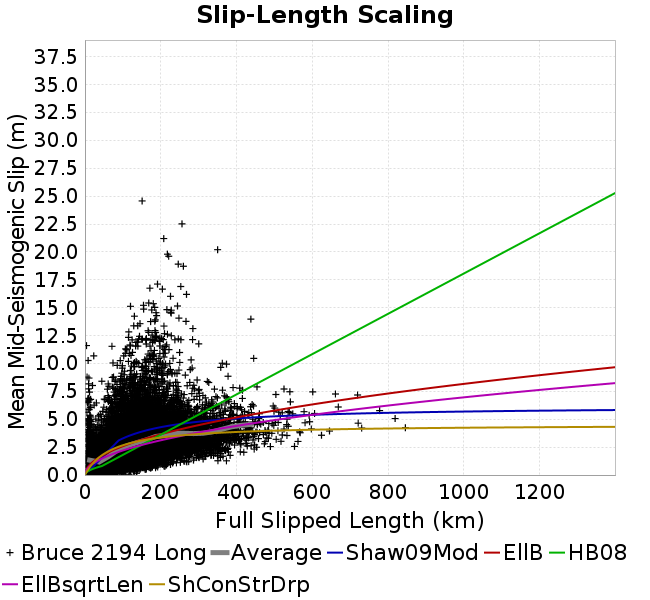 Slip-Length Scaling
Mean Mid-Seismogenic Slip (m)
37.5
35.0
32.5
30.0
27.5
25.0
22.5
20.0
17.5
15.0
12.5
10.0
7.5
5.0
2.5
0.0
0 200 400 600 800 1000 1200
Full Slipped Length (km)
Bruce 2194 Long Average Shaw09Mod EllB HB08
EllBsqrtLen ShConStrDrp